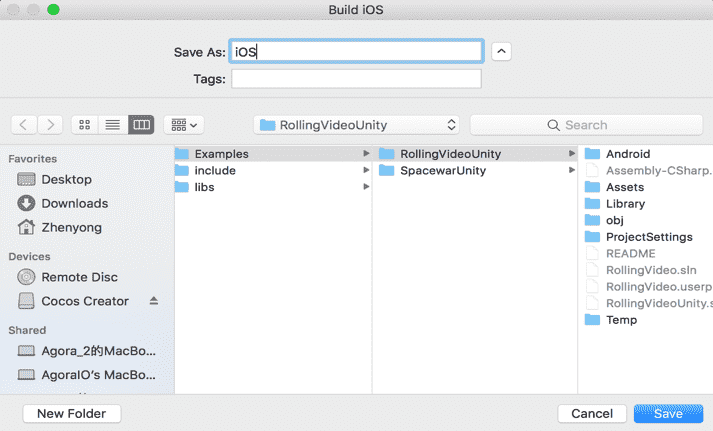 Build iOS
Save As: iOS
Tags:
RollingVideoUnity
Search
Favorites
Desktop
Downloads
Zhenyong
Devices
Remote Disc
Cocos Creator
Shared
Agora_2的MacBo...
AgoraIO's MacBo...
Examples
include
libs
RollingVideoUnity
SpacewarUnity
Android
Assembly-CSharp.
Assets
Library
obj
ProjectSettings
README
RollingVideo.sln
RollingVideo.userp
RollingVideoUnity.s
Temp
New Folder
Cancel
Save